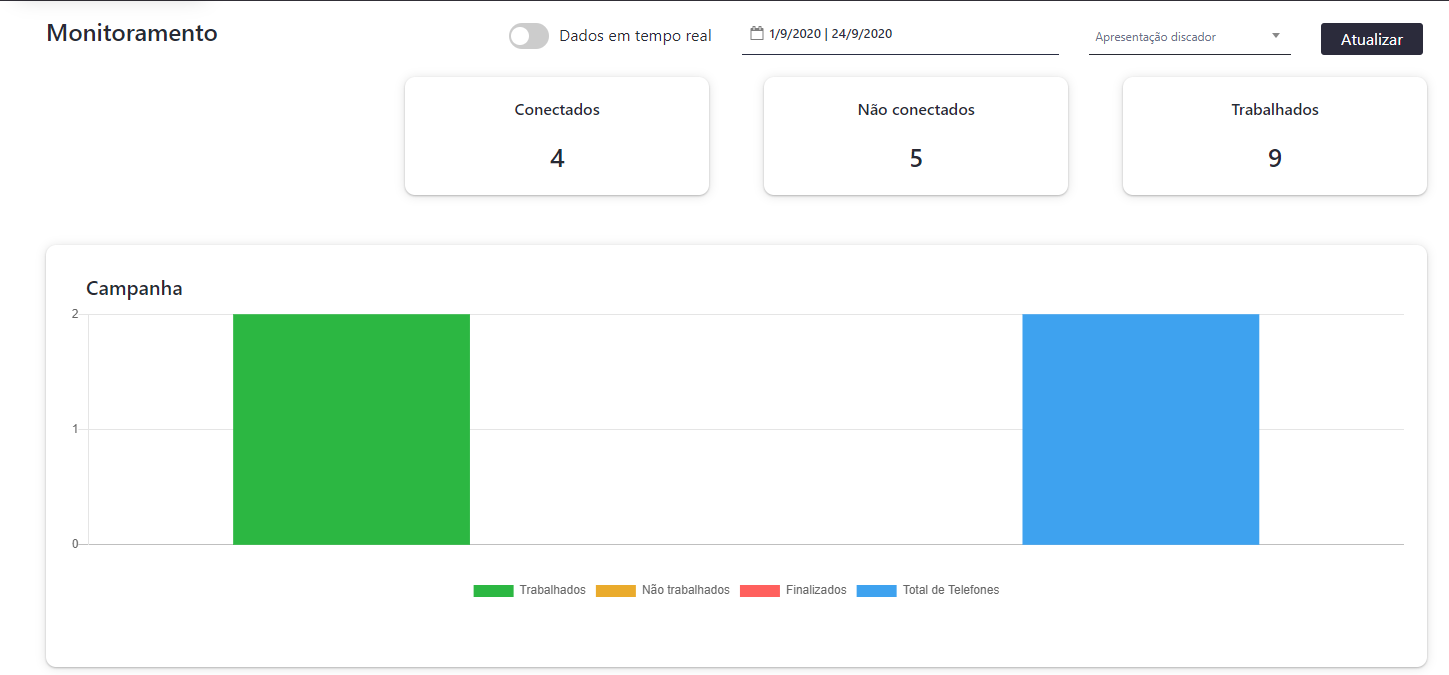 Monitoramento
Dados em tempo real
1/9/2020 | 24/9/2020
Apresentação discador
Atualizar
Conectados
4
Não conectados
5
Trabalhados
9
Campanha
2
1
0
Trabalhados
Não trabalhados
Finalizados
Total de Telefones